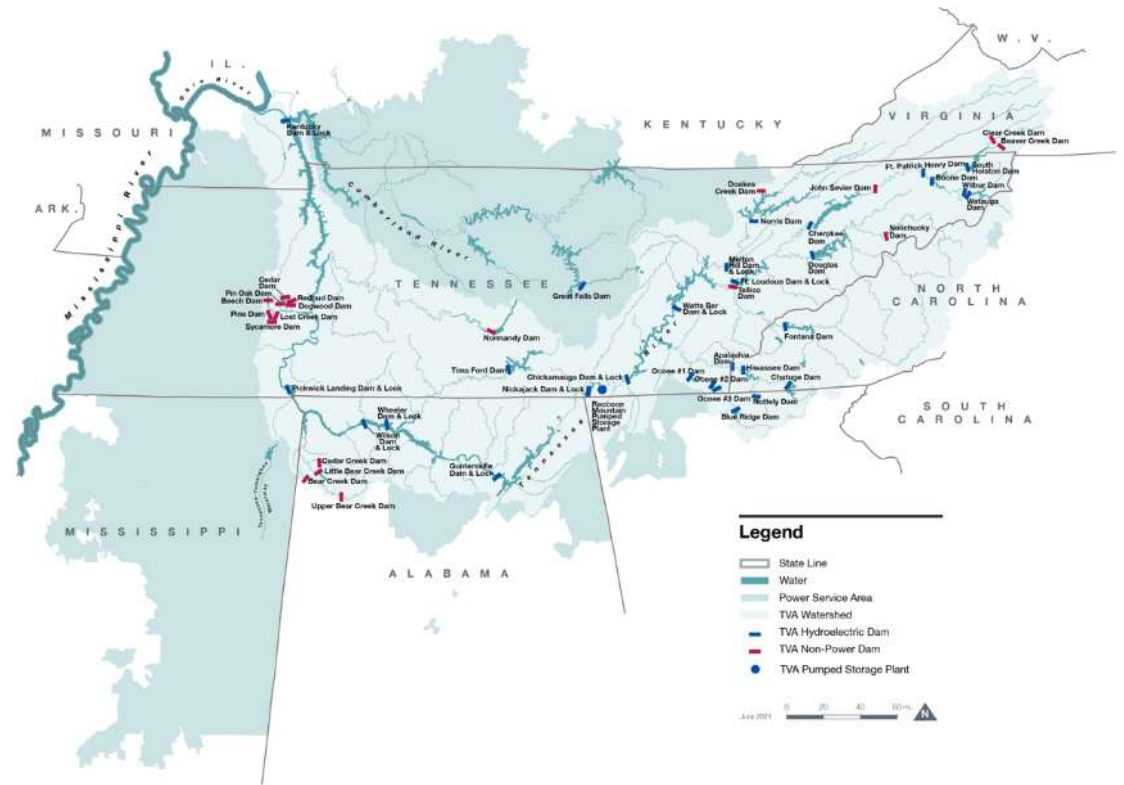 W. V.
IL.
Ohio River
MISSOURI
KENTUCKY
VIRGINIA
Kentucky
Dam & Lock
Clear Creek Dam
Beaver Creek Dam
Mississippi River
Cumberland River
ARK.
Ft. Patrick Henry Dam
South
Holston Dam
Boone Dam
Wilbur Dam
Watauga
Dam
Doakes
Creek Dam
John Sevier Dam
Norris Dam
Cherokee
Dam
Nolichucky
Dam
Melton
Hill Dam
& Lock
Douglas
Dam
Ft. Loudoun Dam & Lock
Tellico
Dam
TENNESSEE
NORTH
CAROLINA
Cedar
Dam
Pin Oak Dam
Redbud Dam
Beech Dam
Dogwood Dam
Pine Dam
Lost Creek Dam
Sycamore Dam
Great Falls Dam
Watts Bar
Dam & Lock
Normandy Dam
Fontana Dam
Tims Ford Dam
Chickamauga Dam & Lock
Nickajack Dam & Lock
Raccoon
Mountain
Pumped
Storage
Plant
Apalachia
Dam
Hiwassee Dam
Ocoee #1 Dam
Ocoee #2 Dam
Chatuge Dam
Ocoee #3 Dam
Nottely Dam
Blue Ridge Dam
Pickwick Landing Dam & Lock
SOUTH
CAROLINA
Wheeler
Dam & Lock
Wilson
Dam
& Lock
Tennessee River
Guntersville
Dam & Lock
Cedar Creek Dam
Little Bear Creek Dam
Bear Creek Dam
Upper Bear Creek Dam
Tennessee-Tombigbee
Waterway
MISSISSIPPI
ALABAMA
Legend
State Line
Water
Power Service Area
TVA Watershed
TVA Hydroelectric Dam
TVA Non-Power Dam
TVA Pumped Storage Plant
June 2021
0 20 40 60 mi.
N